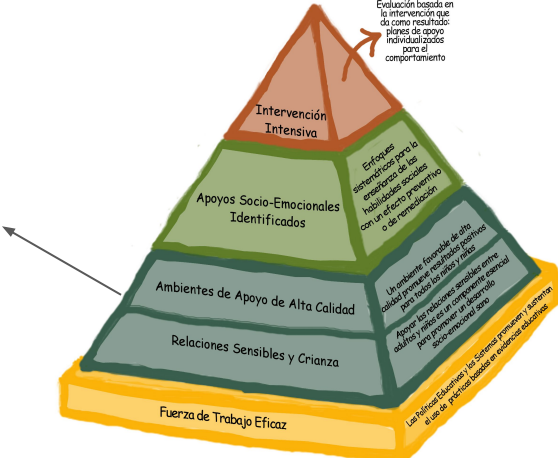 Evaluación basada en
la intervención que
da como resultado:
planes de apoyo
individualizados
para el
comportamiento
Intervención
Intensiva
Enfoques
sistemáticos para la
enseñanza de las
habilidades sociales
con un efecto preventivo
o de remediación
Apoyos Socio-Emocionales
Identificados
Un ambiente favorable de alta
calidad promueve resultados positivos
para todos los niños y niñas
Ambientes de Apoyo de Alta Calidad
Apoyar las relaciones sensibles entre
adultos y niños es un componente esencial
para promover un desarrollo
socio-emocional sano
Relaciones Sensibles y Crianza
Las Políticas Educativas y los Sistemas promueven y sustentan
el uso de prácticas basadas en evidencias educativas
Fuerza de Trabajo Eficaz